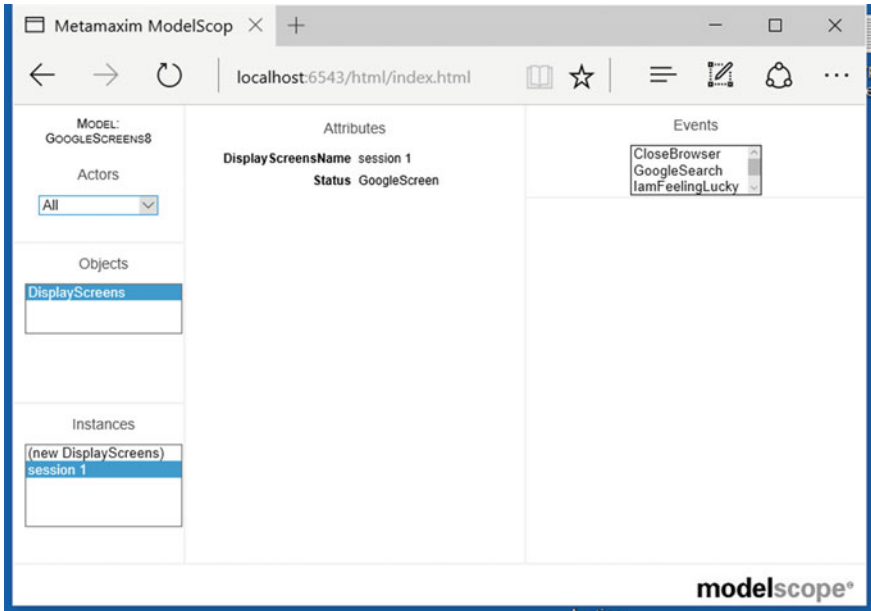 Metamaxim ModelScop
localhost:6543/html/index.html
MODEL:
GOOGLESCREENS8
Actors
All
Objects
DisplayScreens
Instances
(new DisplayScreens)
session 1
Attributes
DisplayScreensName session 1
Status GoogleScreen
Events
CloseBrowser
GoogleSearch
IamFeelingLucky
modelscope